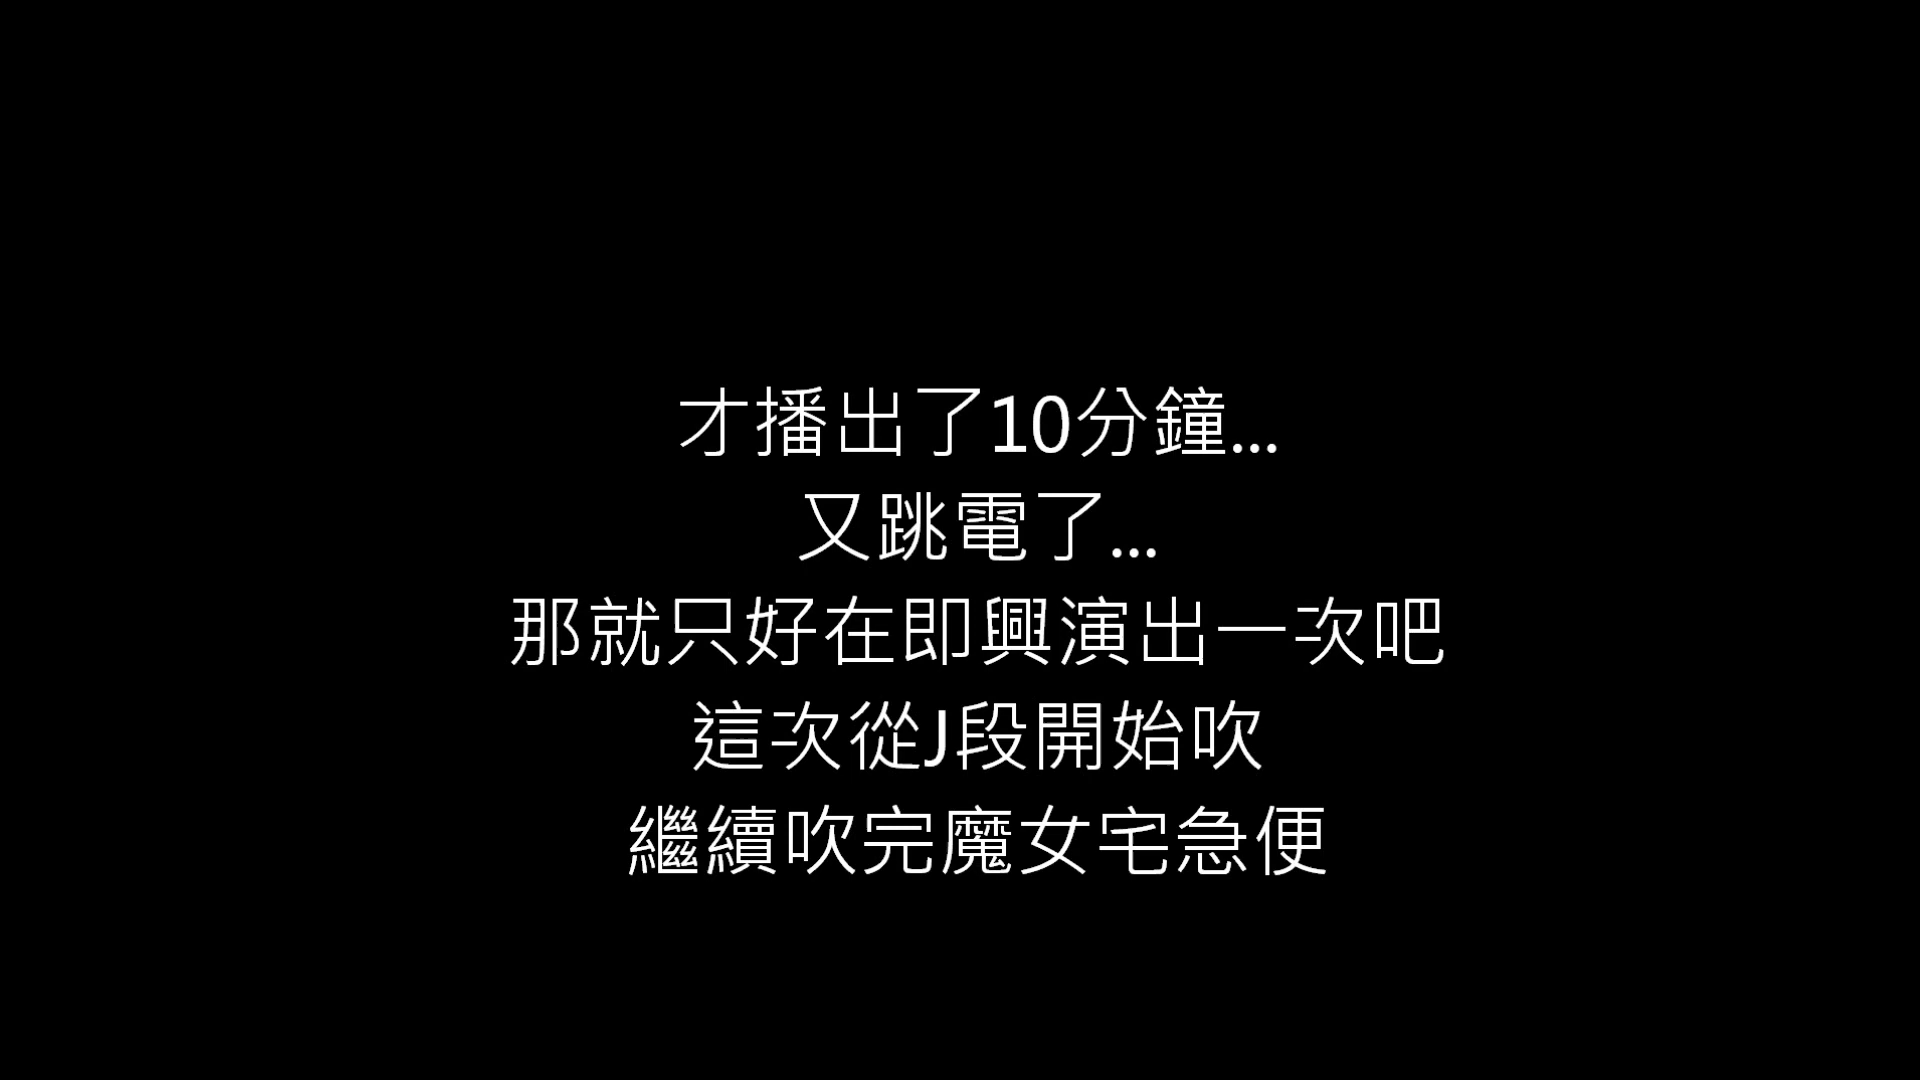 才播出了10分鐘...
又跳電了...
那就只好在即興演出一次吧
這次從J段開始吹
繼續吹完魔女宅急便